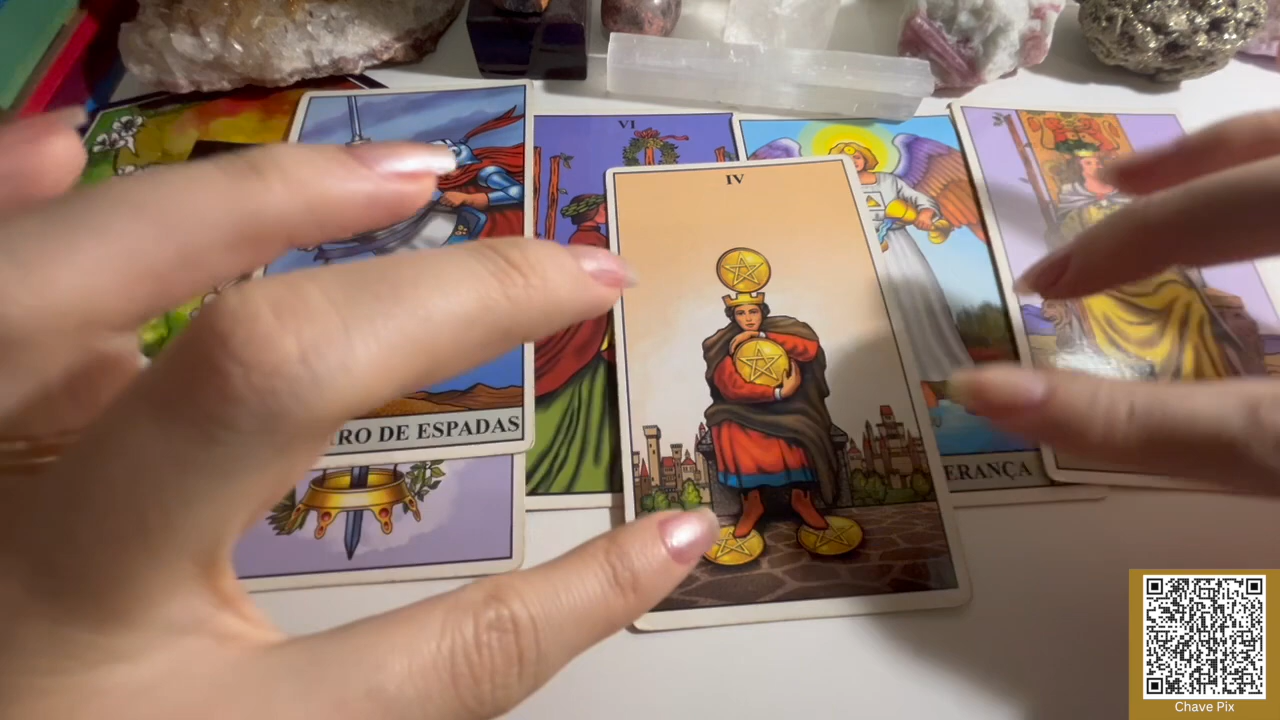 VI
IV
RO DE ESPADAS
ERANÇA
Chave Pix